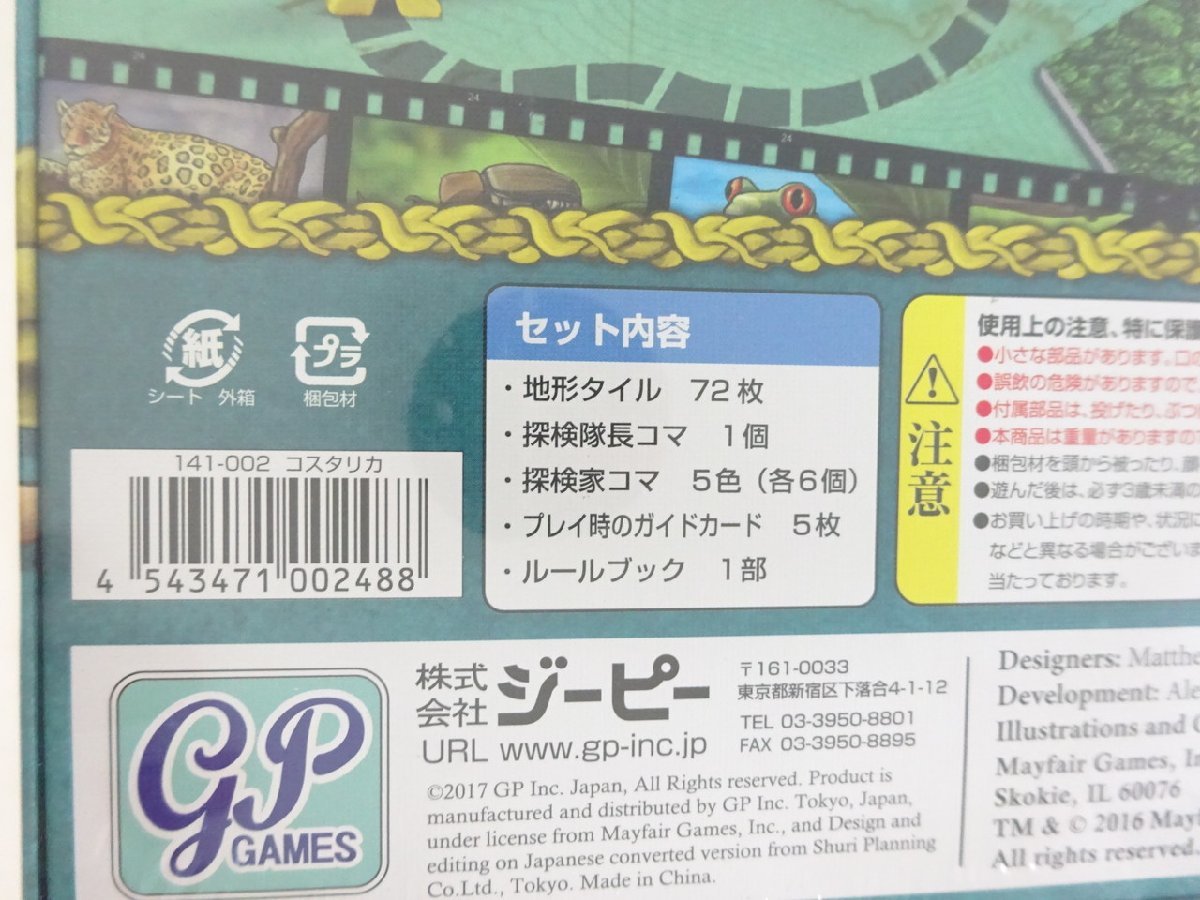 24
24
24
紙
シート 外箱
プラ
梱包材
141-002 コスタリカ
4 543471 002488
セット内容
・地形タイル 72枚
・探検隊長コマ 1個
・探検家コマ 5色(各6個)
・プレイ時のガイドカード 5枚
・ルールブック 1部
注意
使用上の注意、特に保護
●小さな部品があります。口の
●誤飲の危険がありますので
●付属部品は、投げたり、ぶつ
●本商品は重量がありますの
●梱包材を頭から被ったり、
●遊んだ後は、必ず3歳未満の
●お買い上げの時期や、状況
などと異なる場合がござい
当たっております。
GP
GAMES
株式
会社 ジーピー
URL www.gp-inc.jp
〒161-0033
東京都新宿区下落合4-1-12
TEL 03-3950-8801
FAX 03-3950-8895
©2017 GP Inc. Japan, All Rights reserved. Product is
manufactured and distributed by GP Inc. Tokyo, Japan,
under license from Mayfair Games, Inc., and Design and
editing on Japanese converted version from Shuri Planning
Co.Ltd., Tokyo. Made in China.
Designers: Matthe
Development: Ale
Illustrations and
Mayfair Games, In
Skokie, IL 60076
TM & © 2016 Mayf
All rights reserved.